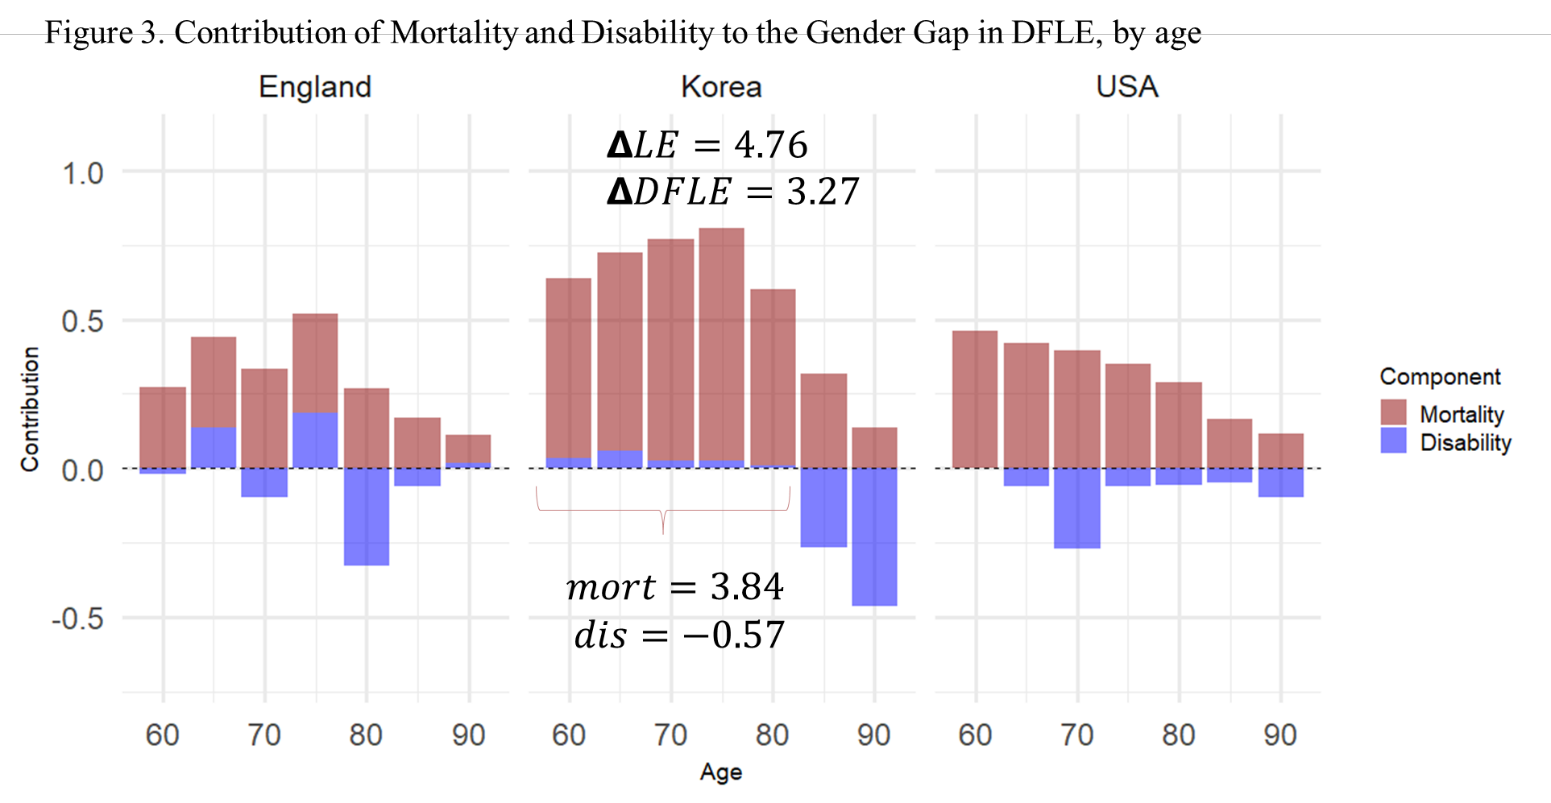 Figure 3. Contribution of Mortality and Disability to the Gender Gap in DFLE, by age
England
Korea
USA
ΔLE = 4.76
ΔDFLE = 3.27
1.0
0.5
0.0
-0.5
Contribution
mort = 3.84
dis = −0.57
60 70 80 90
60 70 80 90
60 70 80 90
Age
Component
Mortality
Disability